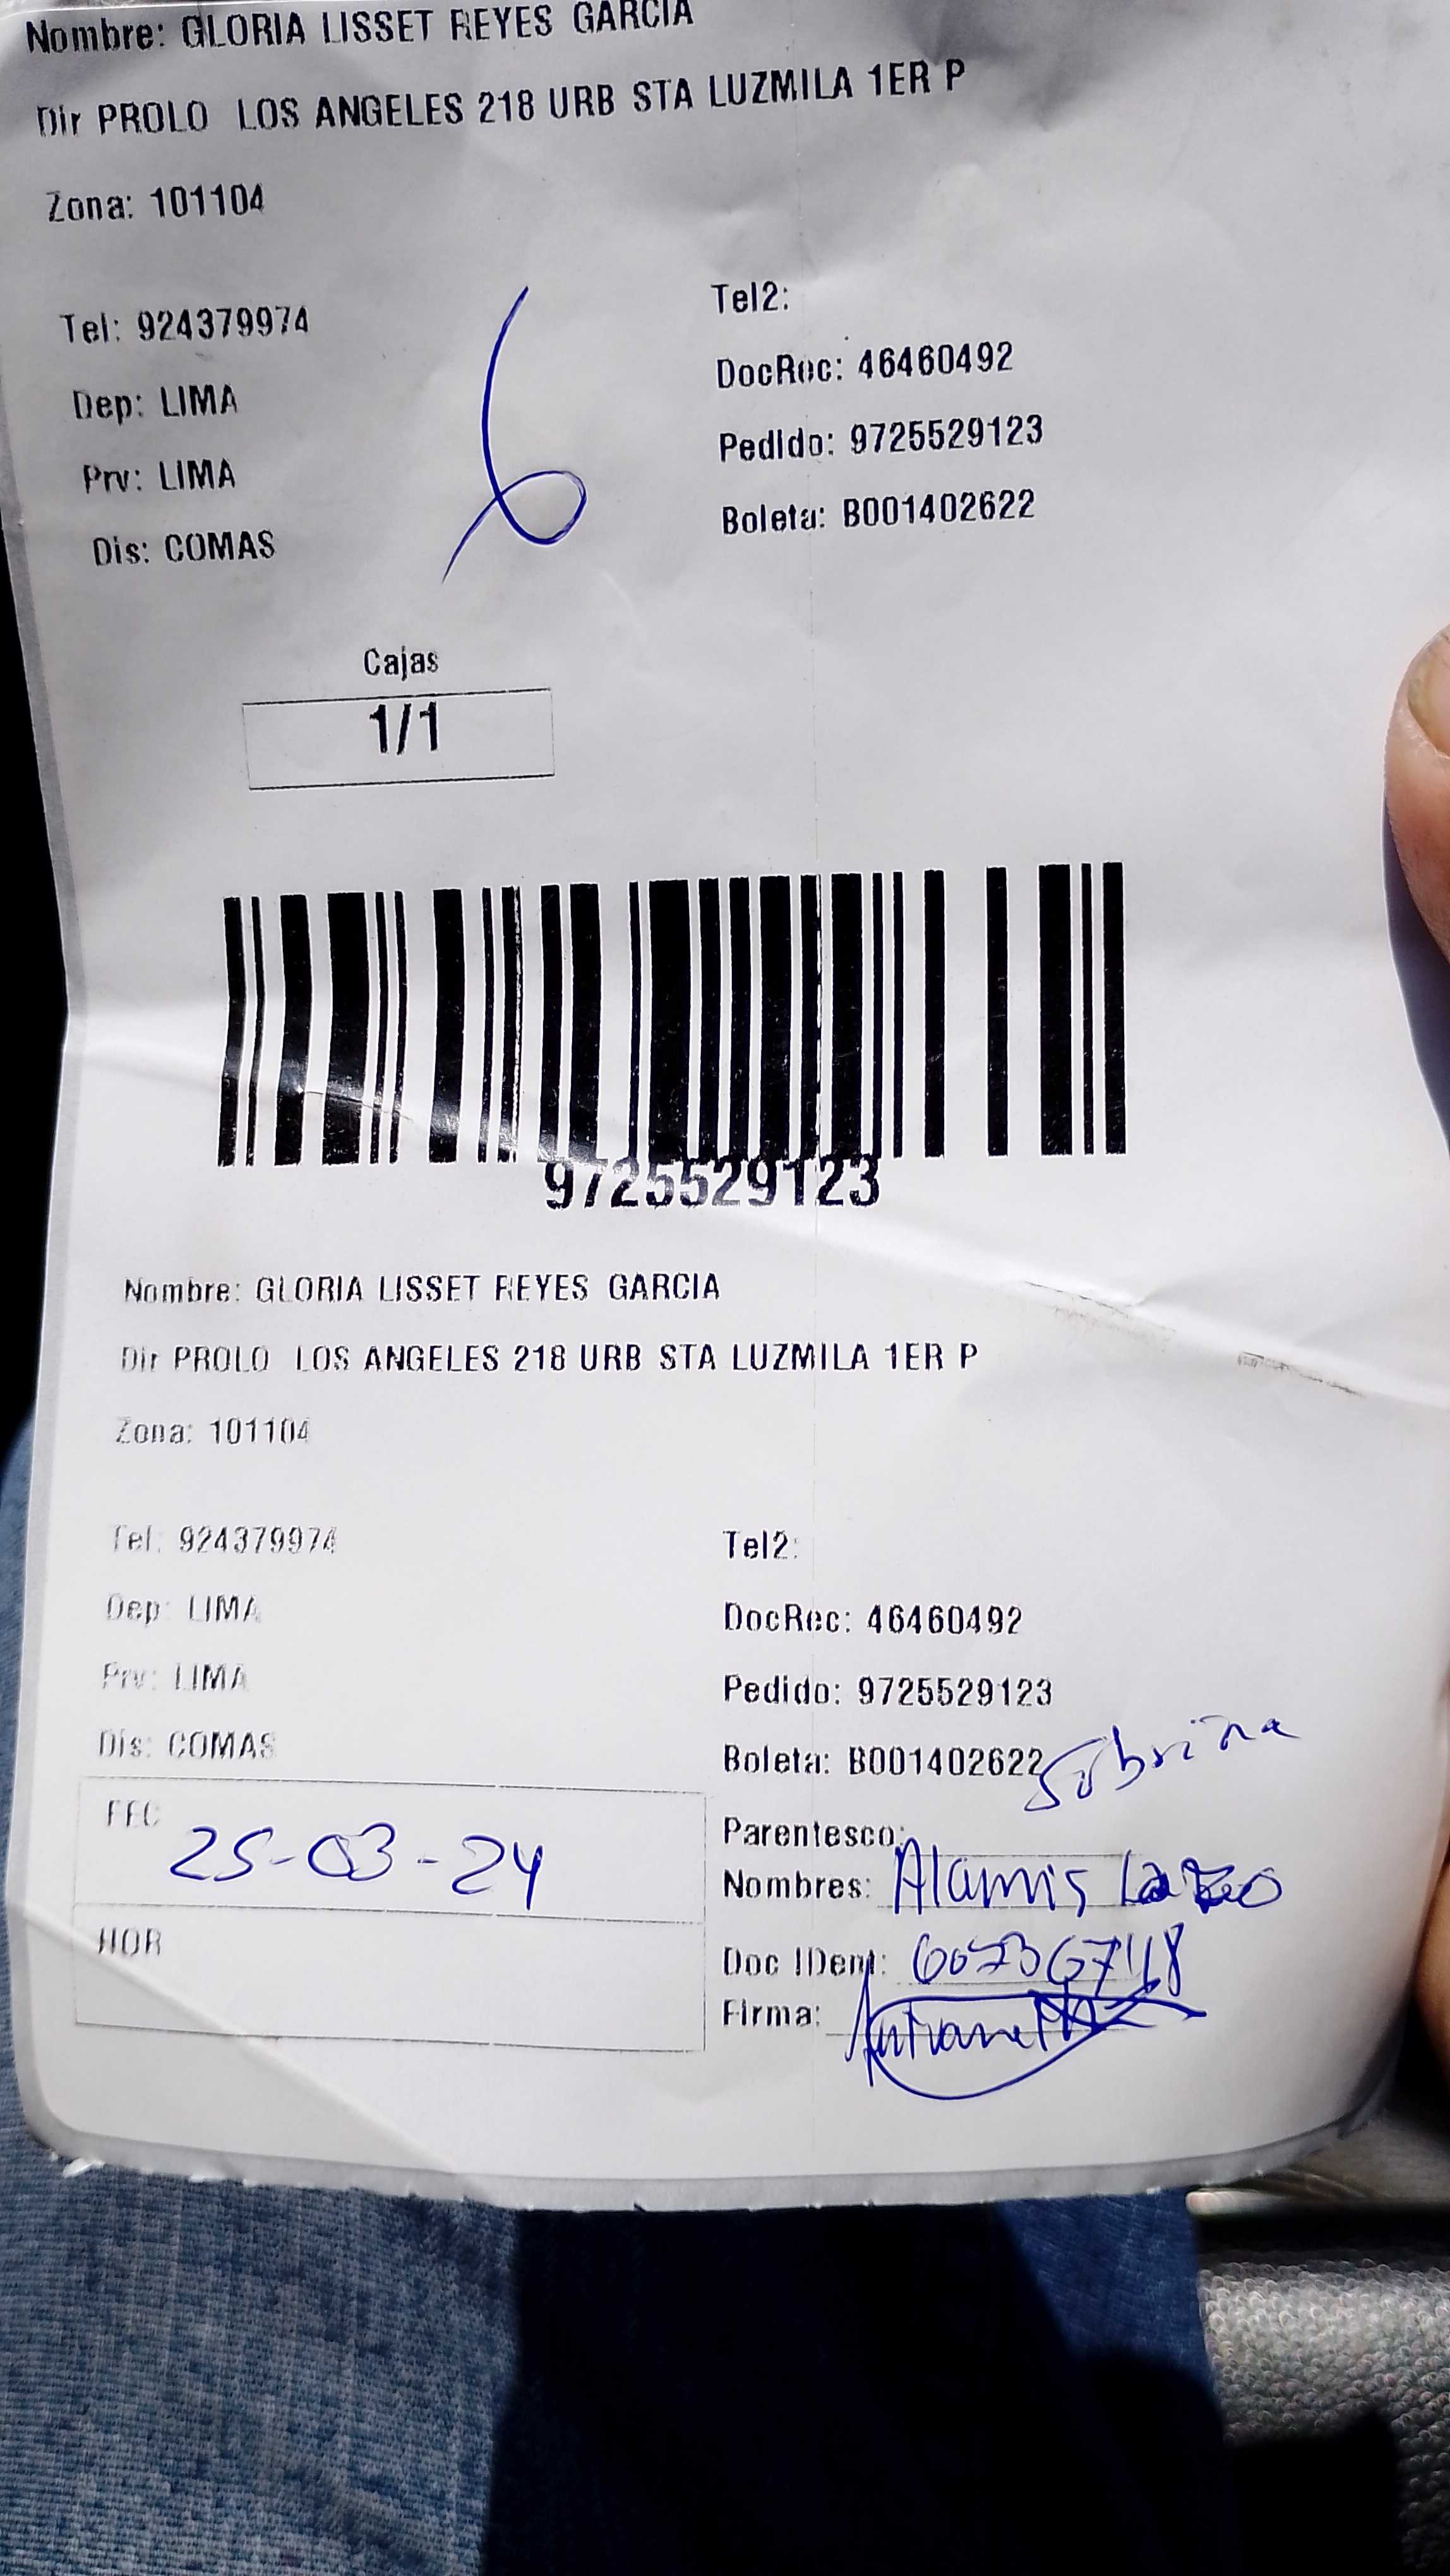 Nombre: GLORIA LISSET REYES GARCIA
Dir PROLO LOS ANGELES 218 URB STA LUZMILA 1ER P
Zona: 101104
Tel: 924379974
Tel2:
DocRec: 46460492
Dep: LIMA
Pedido: 9725529123
Prv: LIMA
Boleta: B001402622
Dis: COMAS
6
Cajas
1/1
9725529123
Nombre: GLORIA LISSET REYES GARCIA
Dir PROLO LOS ANGELES 218 URB STA LUZMILA 1ER P
Zona: 101104
Tel: 924379974
Tel2:
Dep: LIMA
DocRec: 46460492
Prv: LIMA
Pedido: 9725529123
Dis: COMAS
Boleta: B001402622
Sobrina
FEC 25-03-24
Parentesco:
Nombres: Alamis
HOR
Doc IDent:
Firma: